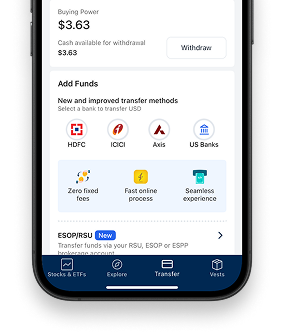 Buying Power
$3.63
Cash available for withdrawal
$3.63
Withdraw
Add Funds
New and improved transfer methods
Select a bank to transfer USD
HDFC
ICICI
Axis
US Banks
Zero fixed
fees
Fast online
process
Seamless
experience
ESOP/RSU New
Transfer funds via your RSU, ESOP or ESPP
brokerage account
Stocks & ETFs
Explore
Transfer
Vests